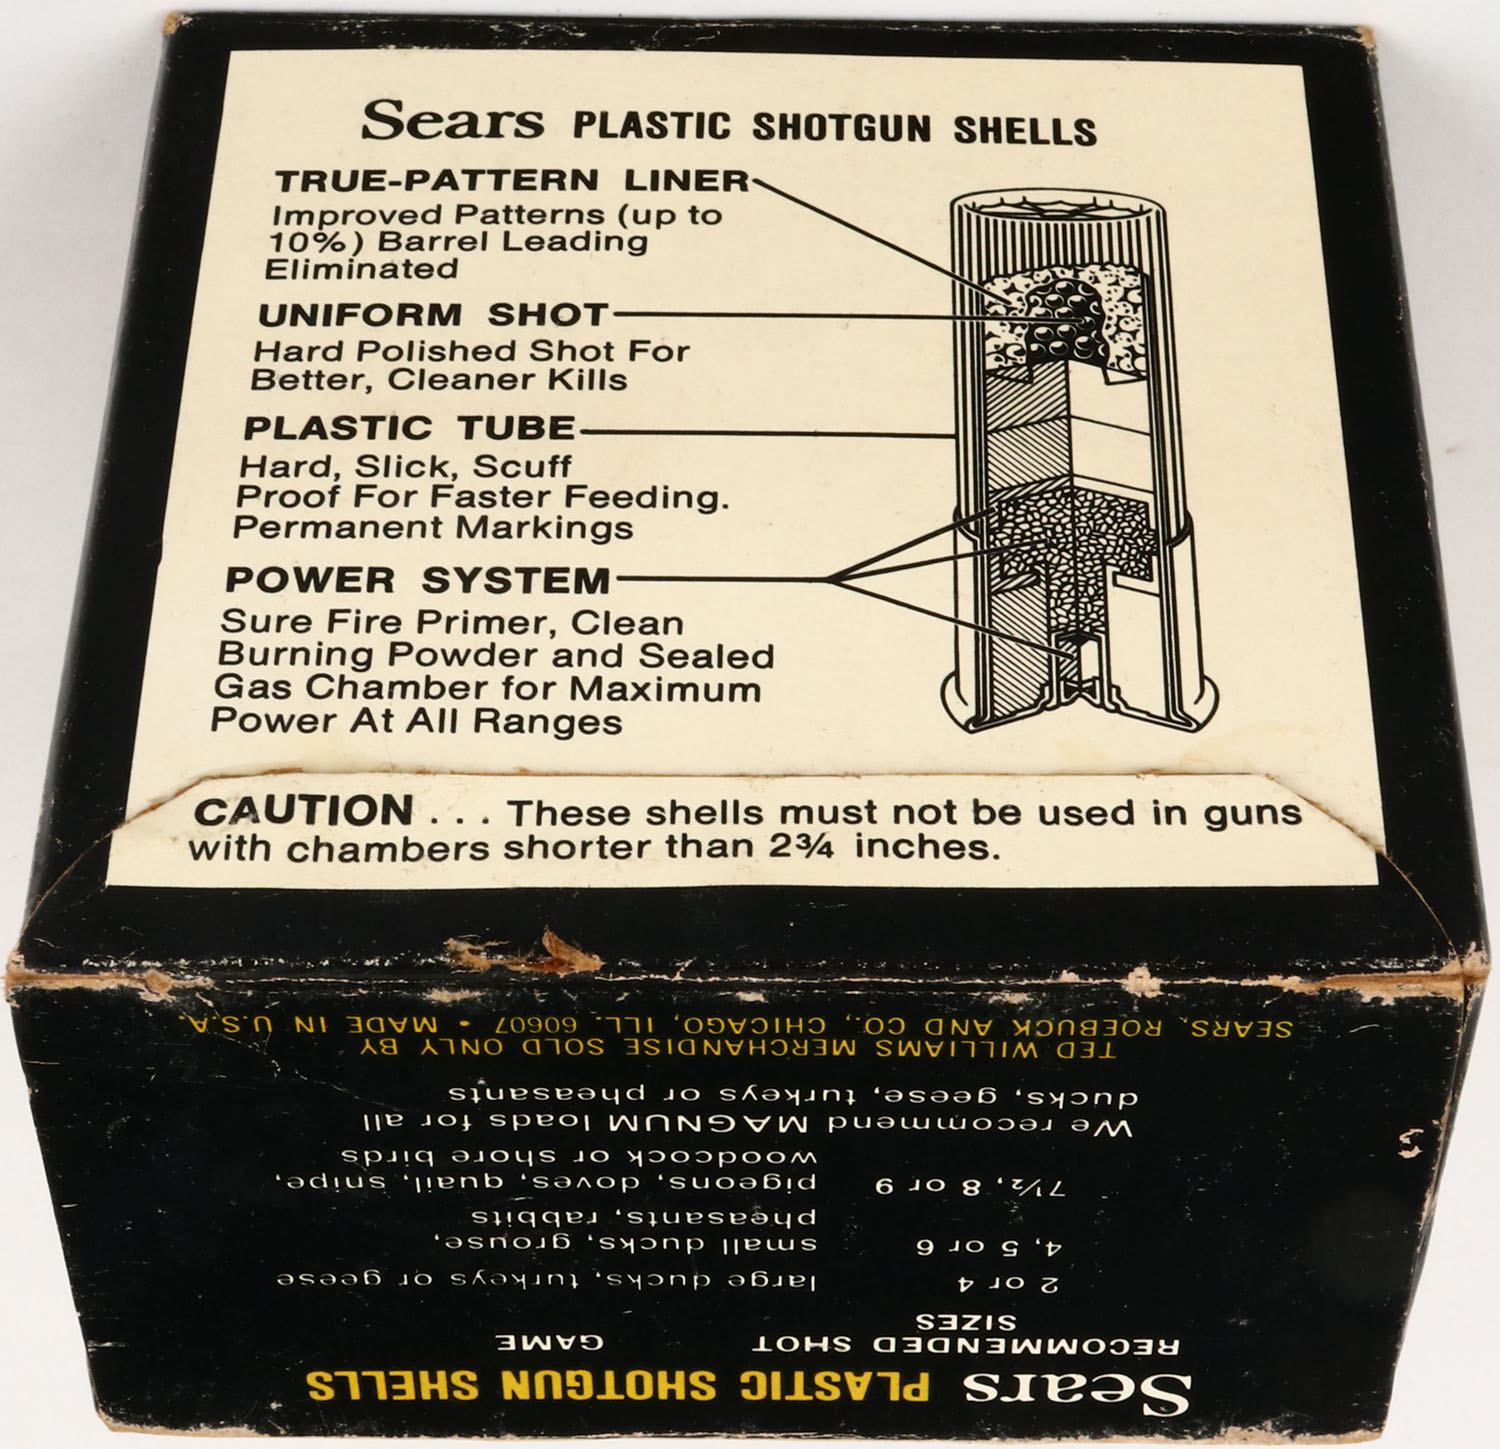 Sears PLASTIC SHOTGUN SHELLS
TRUE-PATTERN LINER
Improved Patterns (up to
10%) Barrel Leading
Eliminated
UNIFORM SHOT
Hard Polished Shot For
Better, Cleaner Kills
PLASTIC TUBE
Hard, Slick, Scuff
Proof For Faster Feeding.
Permanent Markings
POWER SYSTEM
Sure Fire Primer, Clean
Burning Powder and Sealed
Gas Chamber for Maximum
Power At All Ranges
CAUTION . . . These shells must not be used in guns
with chambers shorter than 2¾ inches.
Sears PLASTIC SHOTGUN SHELLS
RECOMMENDED SHOT GAME
SIZES
2 or 4 large ducks, turkeys or geese
4, 5 or 6 small ducks, grouse,
pheasants, rabbits
7½, 8 or 9 pigeons, doves, quail, snipe,
woodcock or shore birds
We recommend MAGNUM loads for all
ducks, geese, turkeys or pheasants
TED WILLIAMS MERCHANDISE SOLD ONLY BY
SEARS, ROEBUCK AND CO., CHICAGO, ILL. 60607 • MADE IN U.S.A.